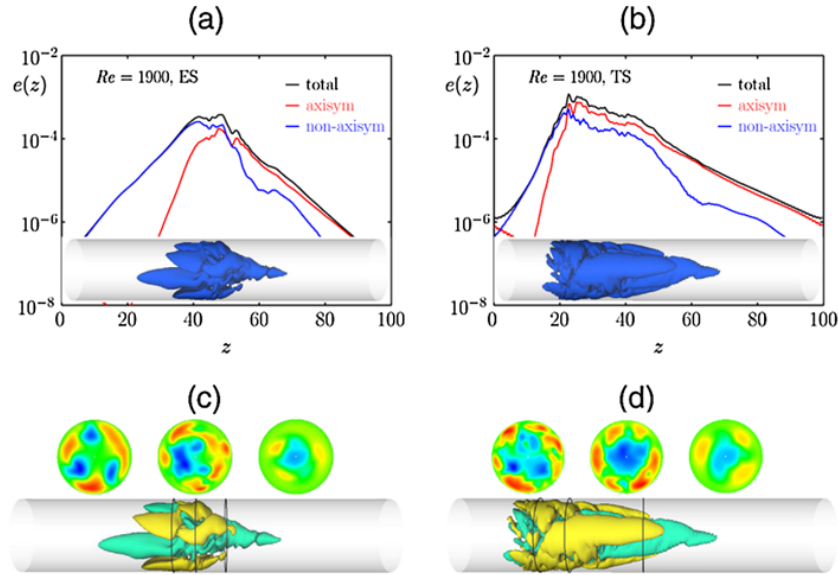 (a)
(b)
10⁻²
e(z)
Re = 1900, ES
total
axisym
non-axisym
10⁻⁴
10⁻⁶
10⁻⁸
0 20 40 60 80 100
z
10⁻²
e(z)
Re = 1900, TS
total
axisym
non-axisym
10⁻⁴
10⁻⁶
10⁻⁸
0 20 40 60 80 100
z
(c)
(d)